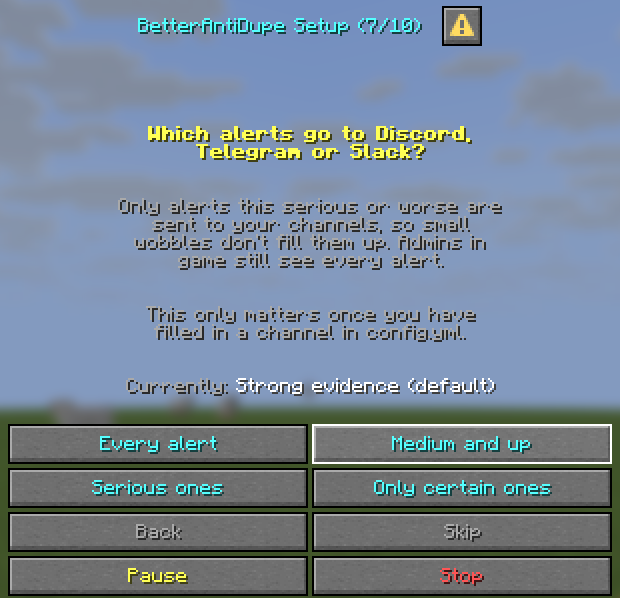 BetterAntiDupe Setup (7/10)
Which alerts go to Discord,
Telegram or Slack?
Only alerts this serious or worse are
sent to your channels, so small
wobbles don't fill them up. Admins in
game still see every alert.
This only matters once you have
filled in a channel in config.yml.
Currently: Strong evidence (default)
Every alert
Medium and up
Serious ones
Only certain ones
Back
Skip
Pause
Stop